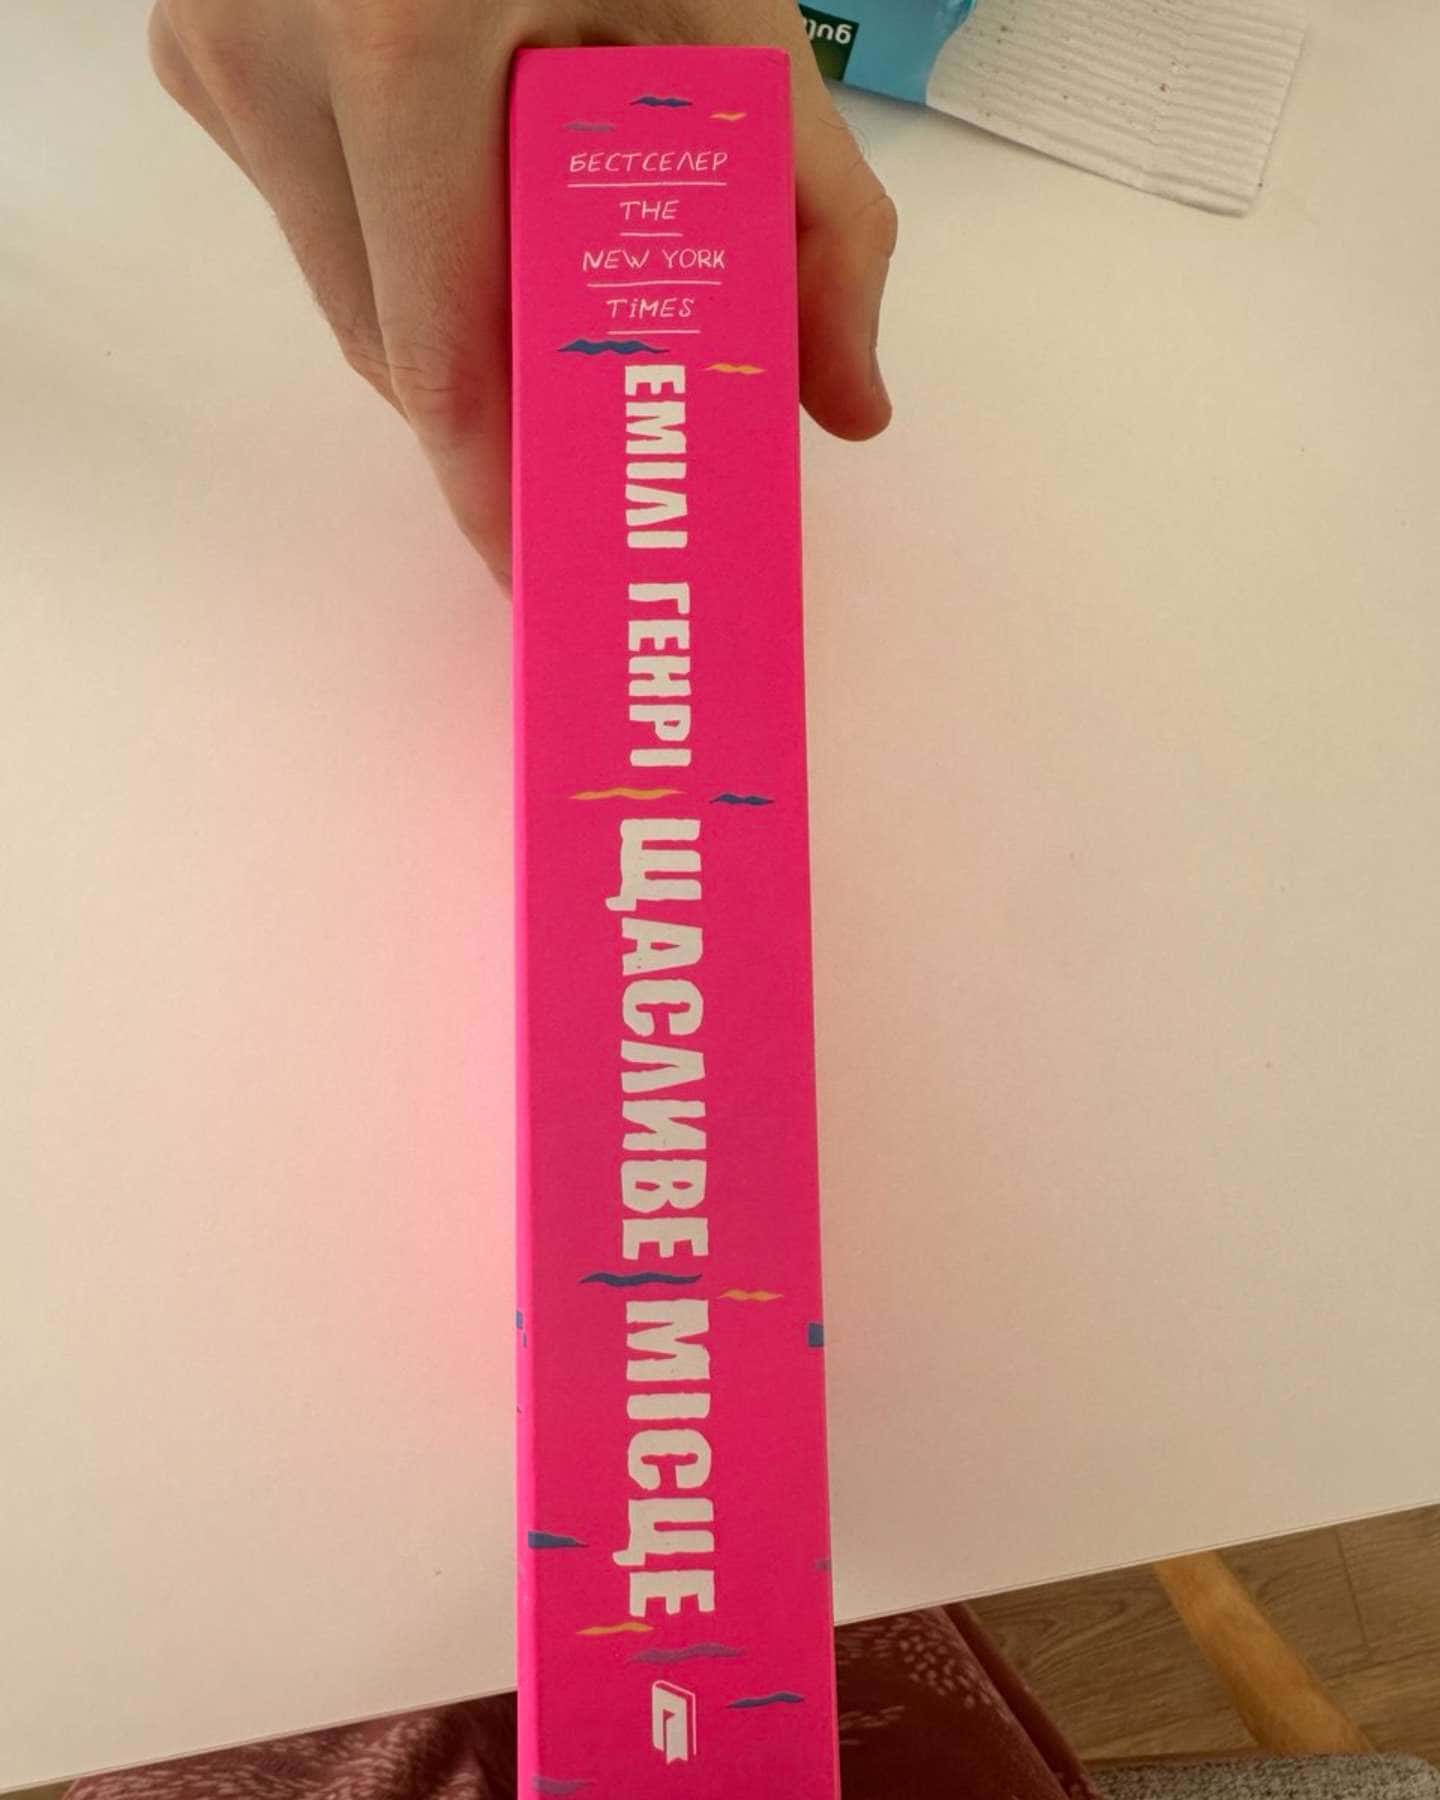 БЕСТСЕЛЕР
THE
NEW YORK
TIMES
ЕМІЛІ ГЕНРІ
ЩАСЛИВЕ МІСЦЕ